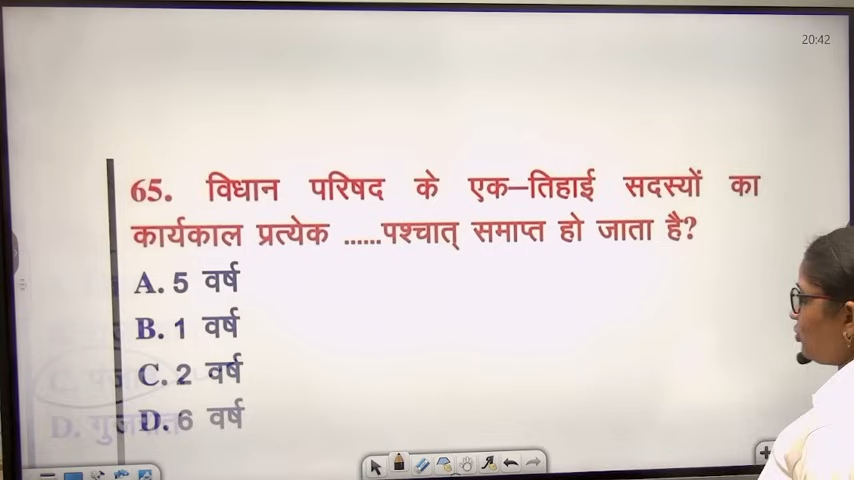 20:42
65. विधान परिषद के एक–तिहाई सदस्यों का
कार्यकाल प्रत्येक ......पश्चात् समाप्त हो जाता है?
A. 5 वर्ष
B. 1 वर्ष
C. 2 वर्ष
D. 6 वर्ष
C. पंजाब
D. गुजरात